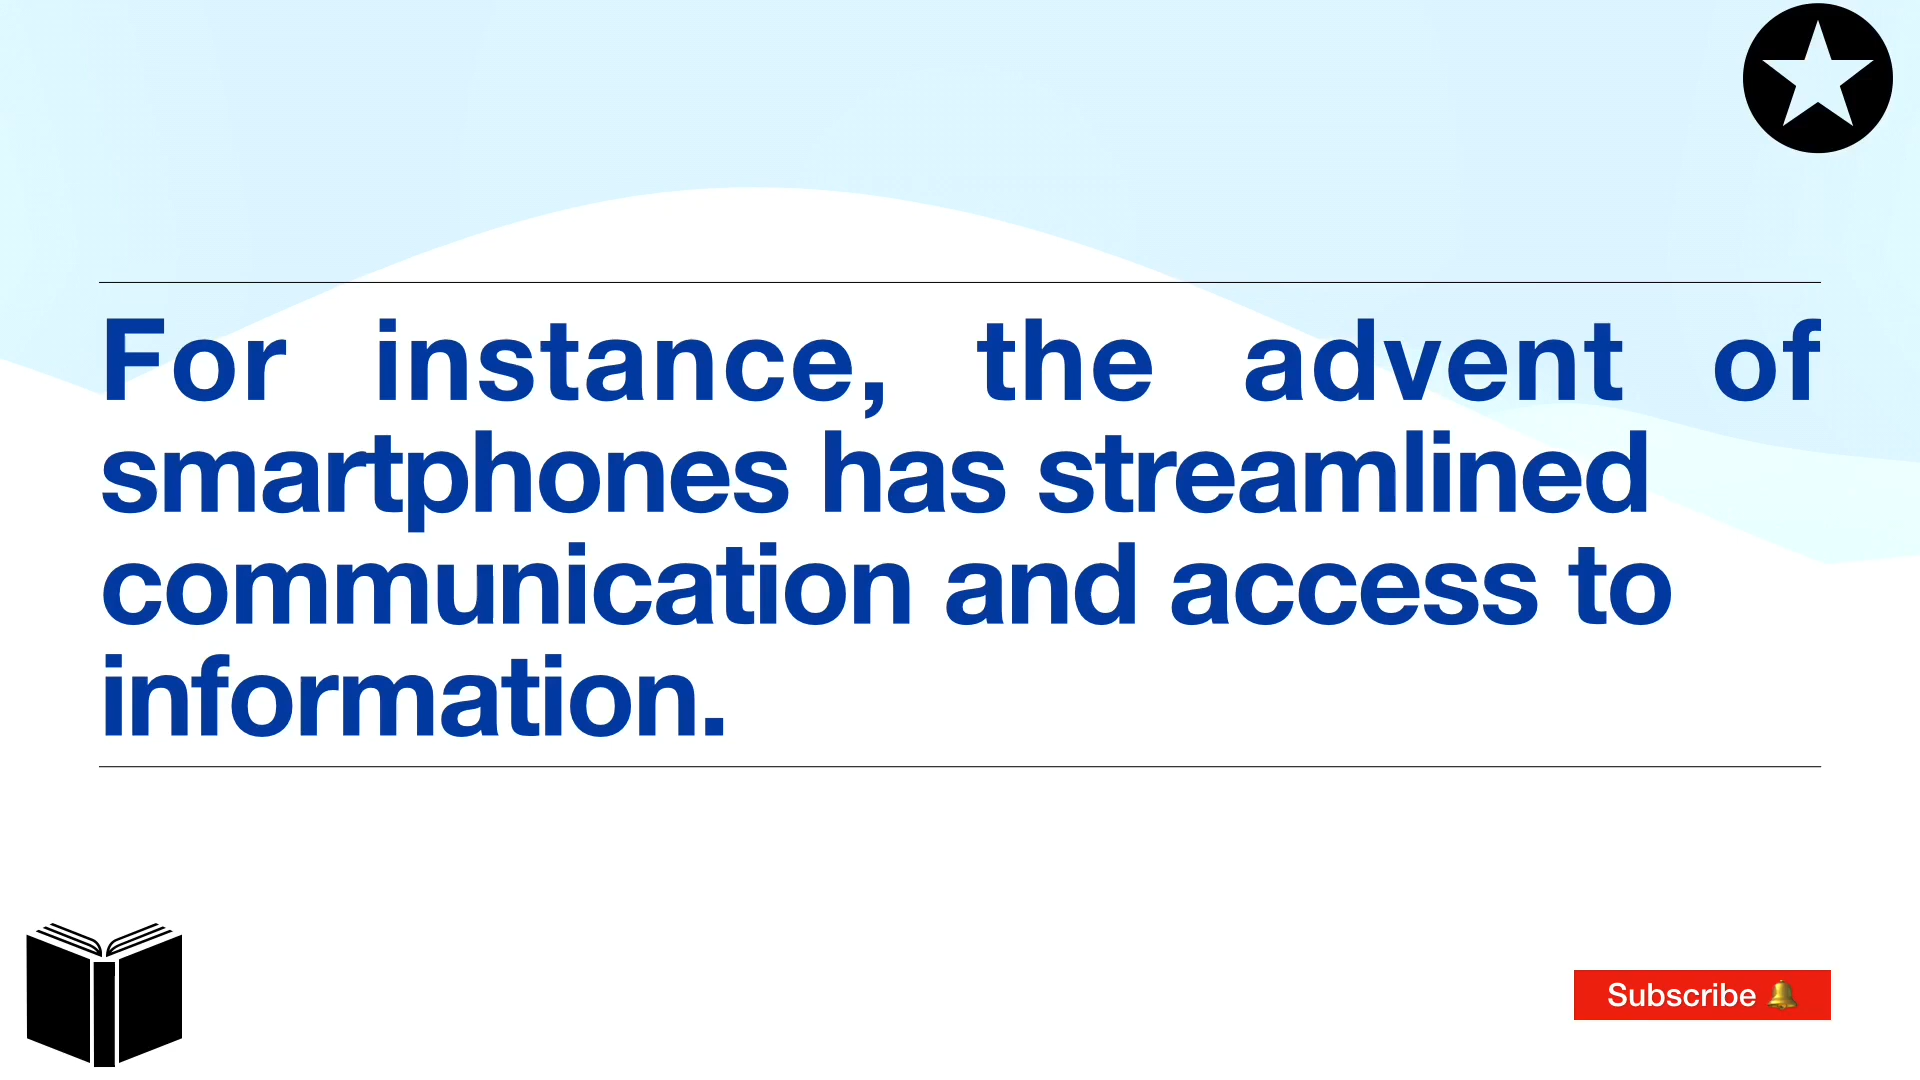 For instance, the advent of
smartphones has streamlined
communication and access to
information.
Subscribe 🔔